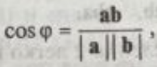 cos φ = ab / | a || b | ,